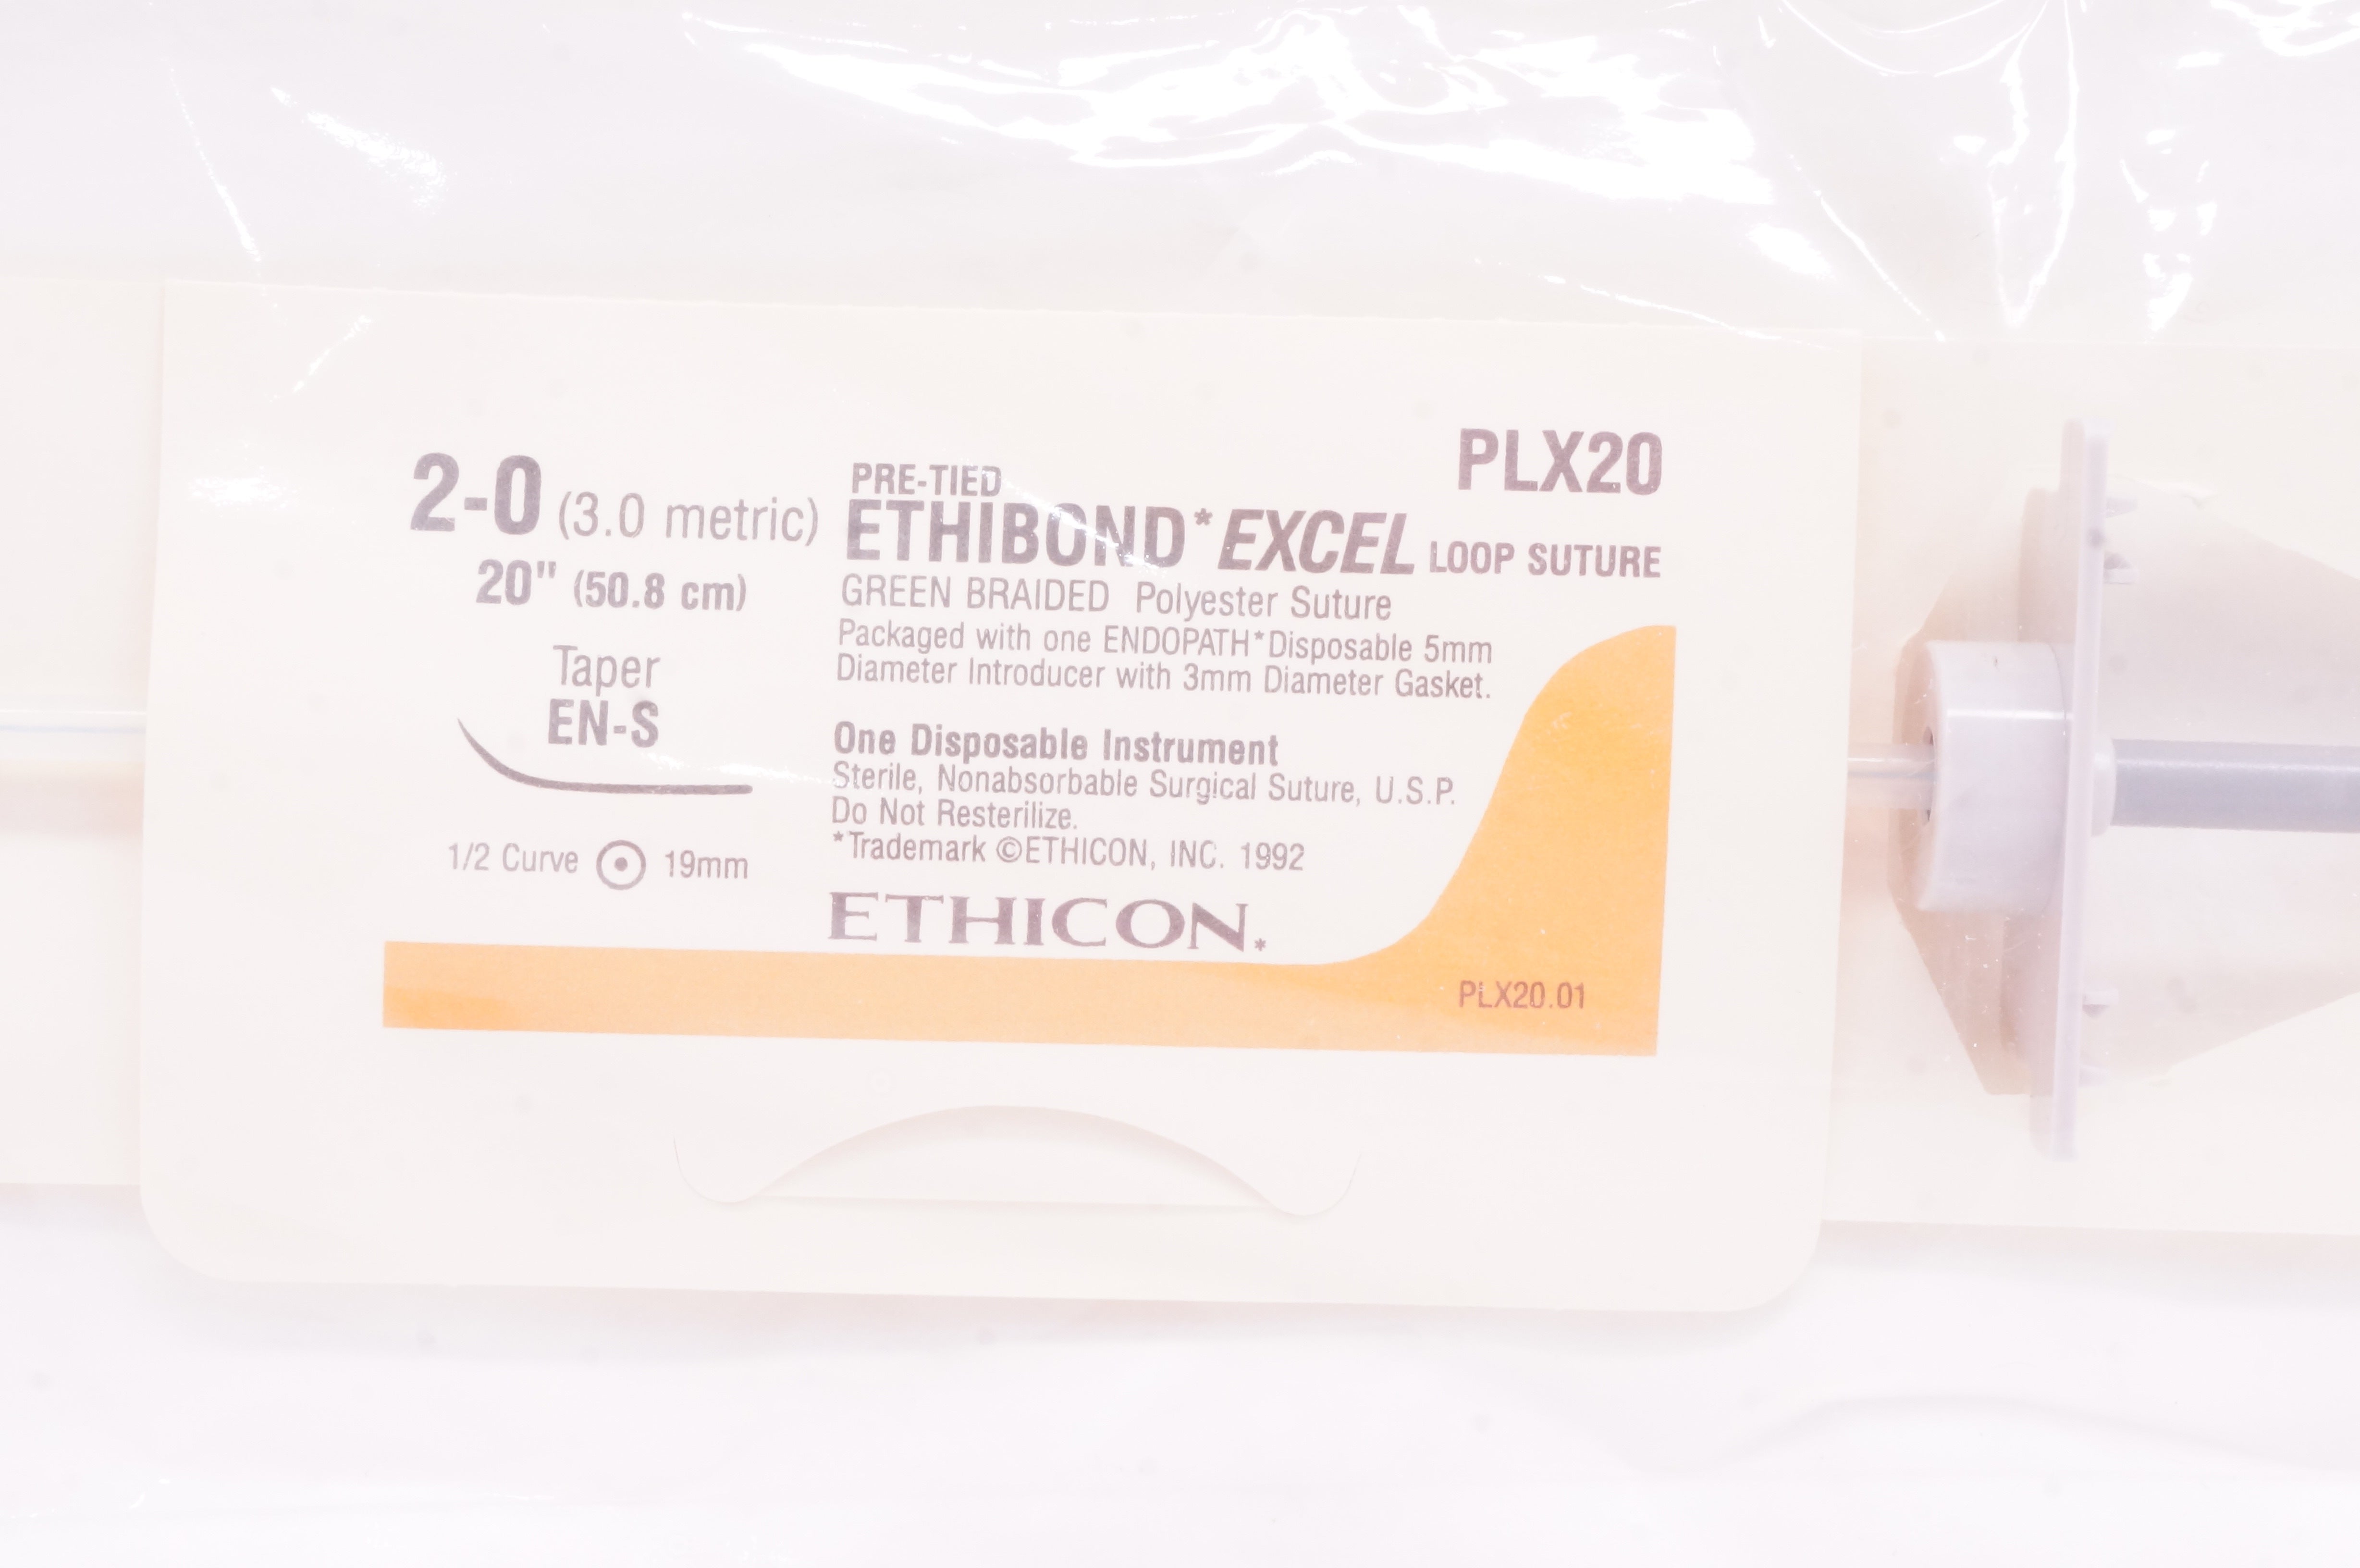 PLX20
2-0 (3.0 metric)
20" (50.8 cm)
Taper
EN-S
1/2 Curve 19mm
PRE-TIED
ETHIBOND* EXCEL LOOP SUTURE
GREEN BRAIDED Polyester Suture
Packaged with one ENDOPATH* Disposable 5mm
Diameter Introducer with 3mm Diameter Gasket.
One Disposable Instrument
Sterile, Nonabsorbable Surgical Suture, U.S.P.
Do Not Resterilize.
*Trademark ©ETHICON, INC. 1992
ETHICON.*
PLX20.01